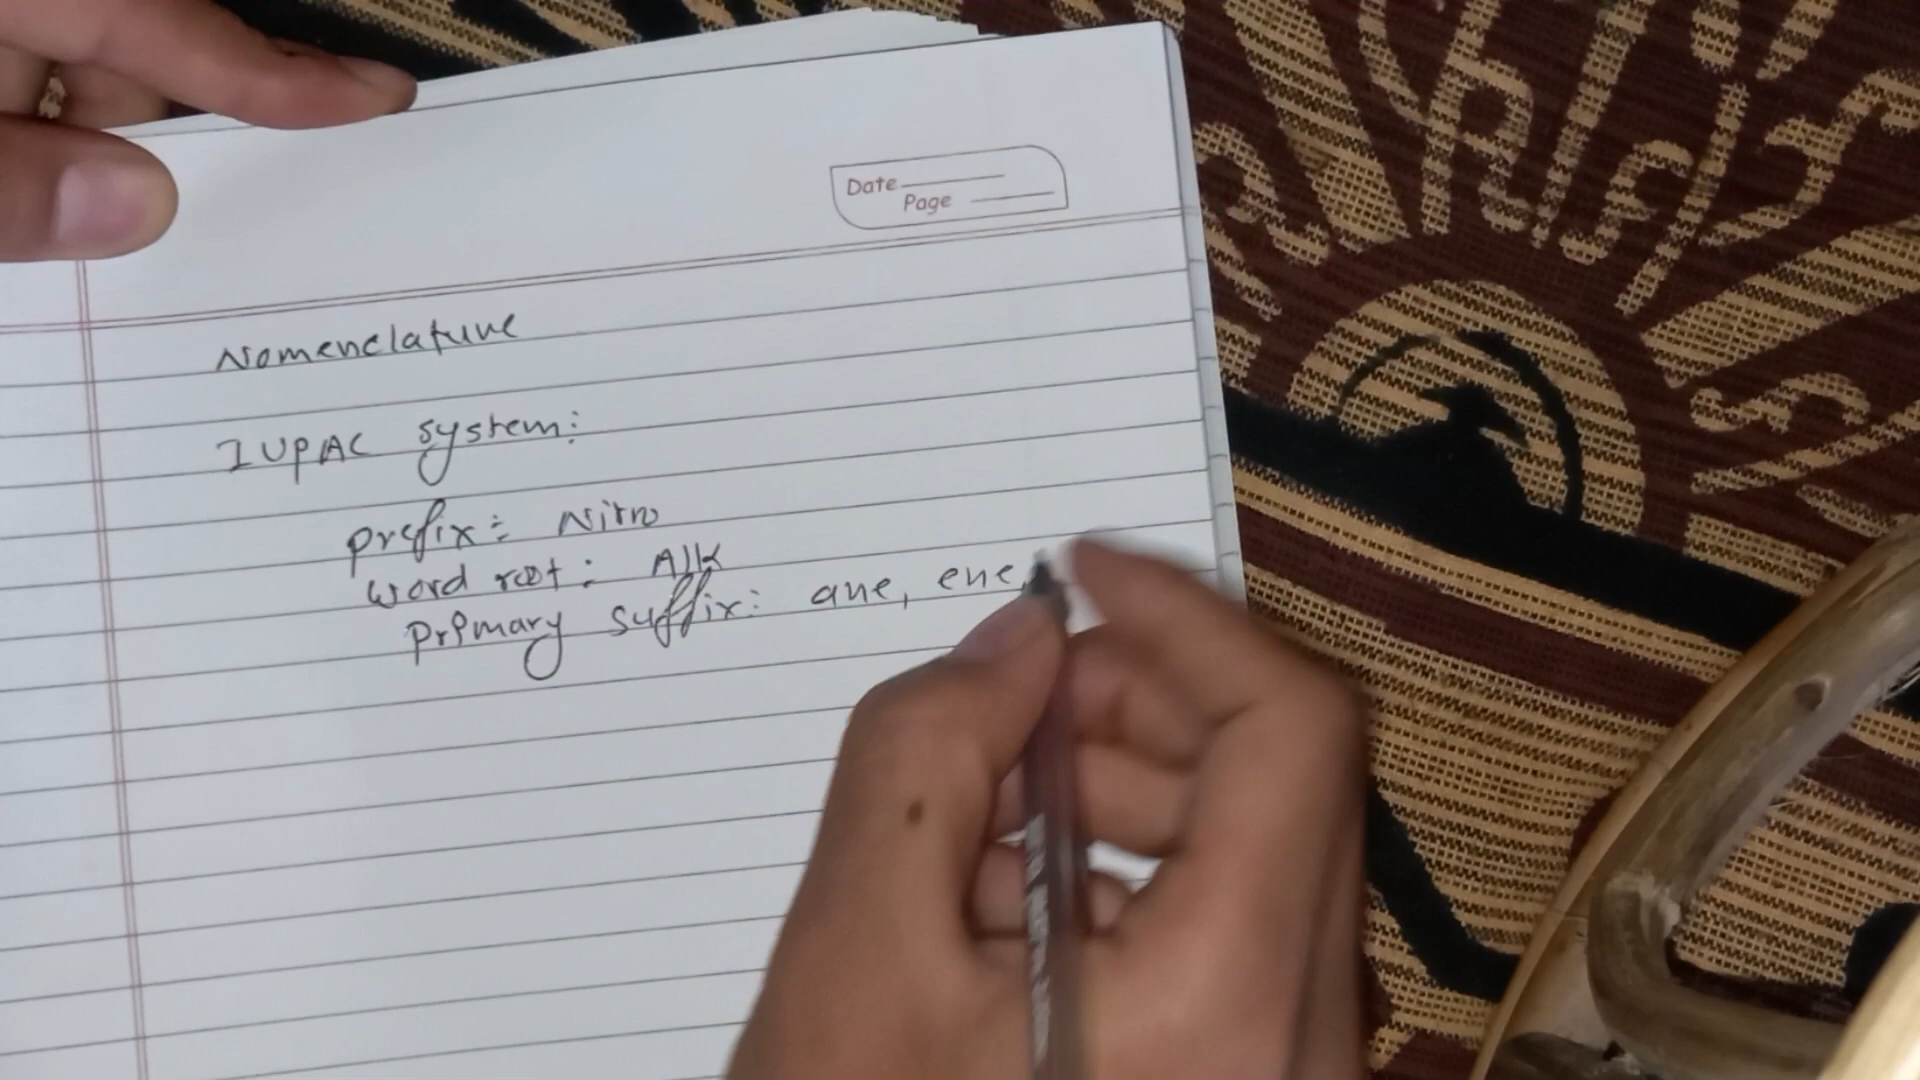 Date
Page
Nomenclature
IUPAC system:
prefix: Nitro
word root: Alk
Primary suffix: ane, ene,